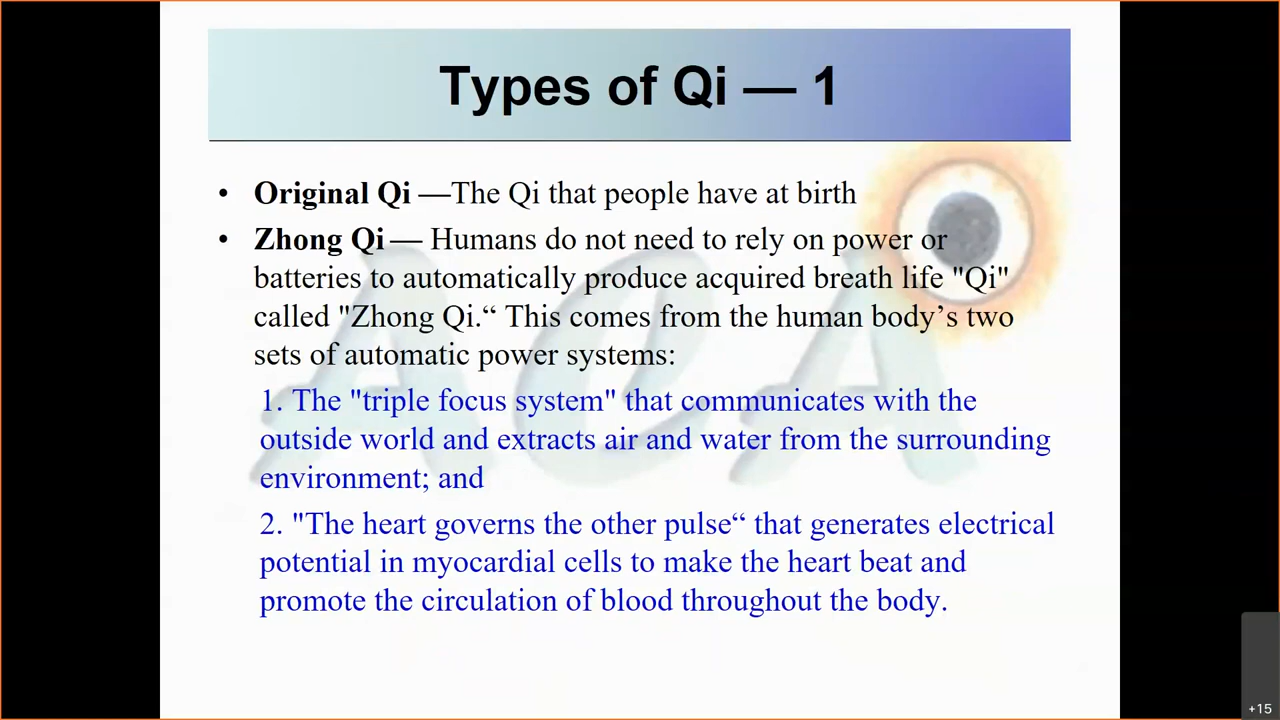 Types of Qi — 1
• Original Qi —The Qi that people have at birth
• Zhong Qi — Humans do not need to rely on power or
batteries to automatically produce acquired breath life "Qi"
called "Zhong Qi.“ This comes from the human body’s two
sets of automatic power systems:
1. The "triple focus system" that communicates with the
outside world and extracts air and water from the surrounding
environment; and
2. "The heart governs the other pulse“ that generates electrical
potential in myocardial cells to make the heart beat and
promote the circulation of blood throughout the body.
AcA
+15